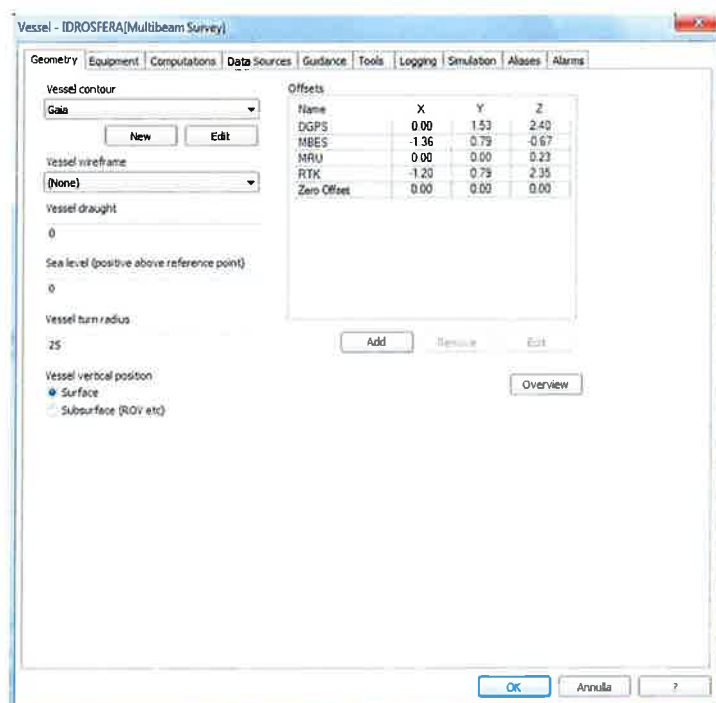 Vessel - IDROSFERA[Multibeam Survey]
Geometry Equipment Computations Data Sources Guidance Tools Logging Simulation Aliases Alarms
Vessel contour
Gaia
New Edit
Vessel wireframe
(None)
Vessel draught
0
Sea level (positive above reference point)
0
Vessel turn radius
25
Vessel vertical position
Surface
Subsurface (ROV etc)
Offsets
Name X Y Z
DGPS 0.00 1.53 2.40
MBES -1.36 0.79 -0.67
MRU 0.00 0.00 0.23
RTK -1.20 0.79 2.35
Zero Offset 0.00 0.00 0.00
Add Remove Edit
Overview
OK Annulla ?